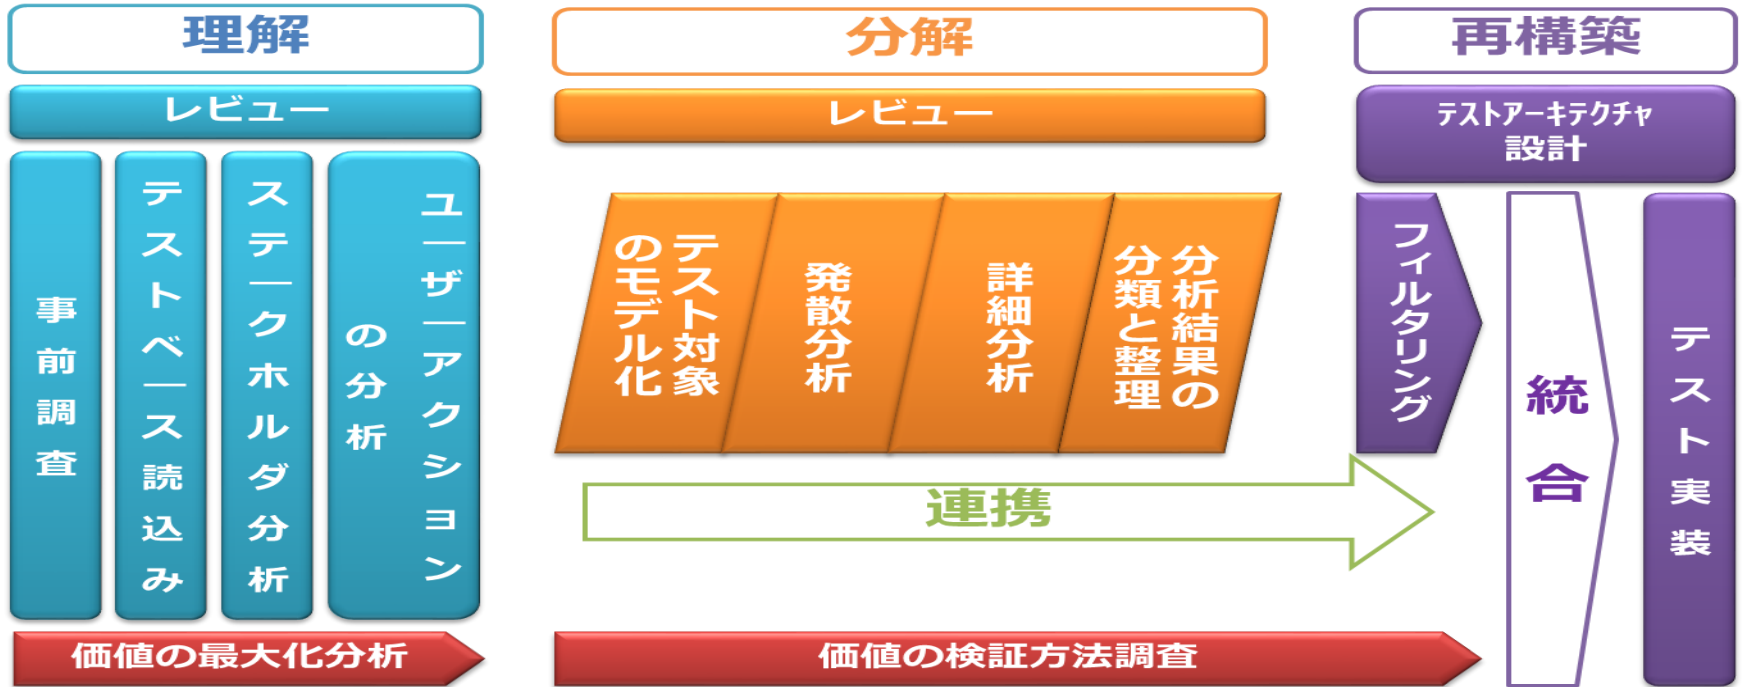 理解
レビュー
事前調査
テストベース読込み
ステークホルダ分析
ユーザーアクション
の分析
価値の最大化分析
分解
レビュー
テスト対象
のモデル化
発散分析
詳細分析
分析結果の
分類と整理
連携
価値の検証方法調査
再構築
テストアーキテクチャ
設計
フィルタリング
統合
テスト実装